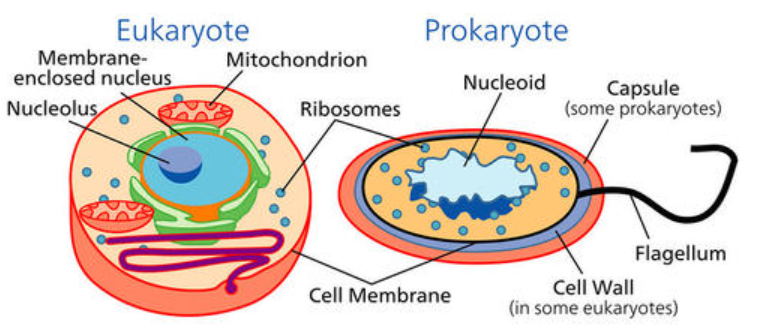 Eukaryote
Prokaryote
Membrane-
enclosed nucleus
Mitochondrion
Nucleolus
Ribosomes
Nucleoid
Capsule
(some prokaryotes)
Cell Membrane
Flagellum
Cell Wall
(in some eukaryotes)